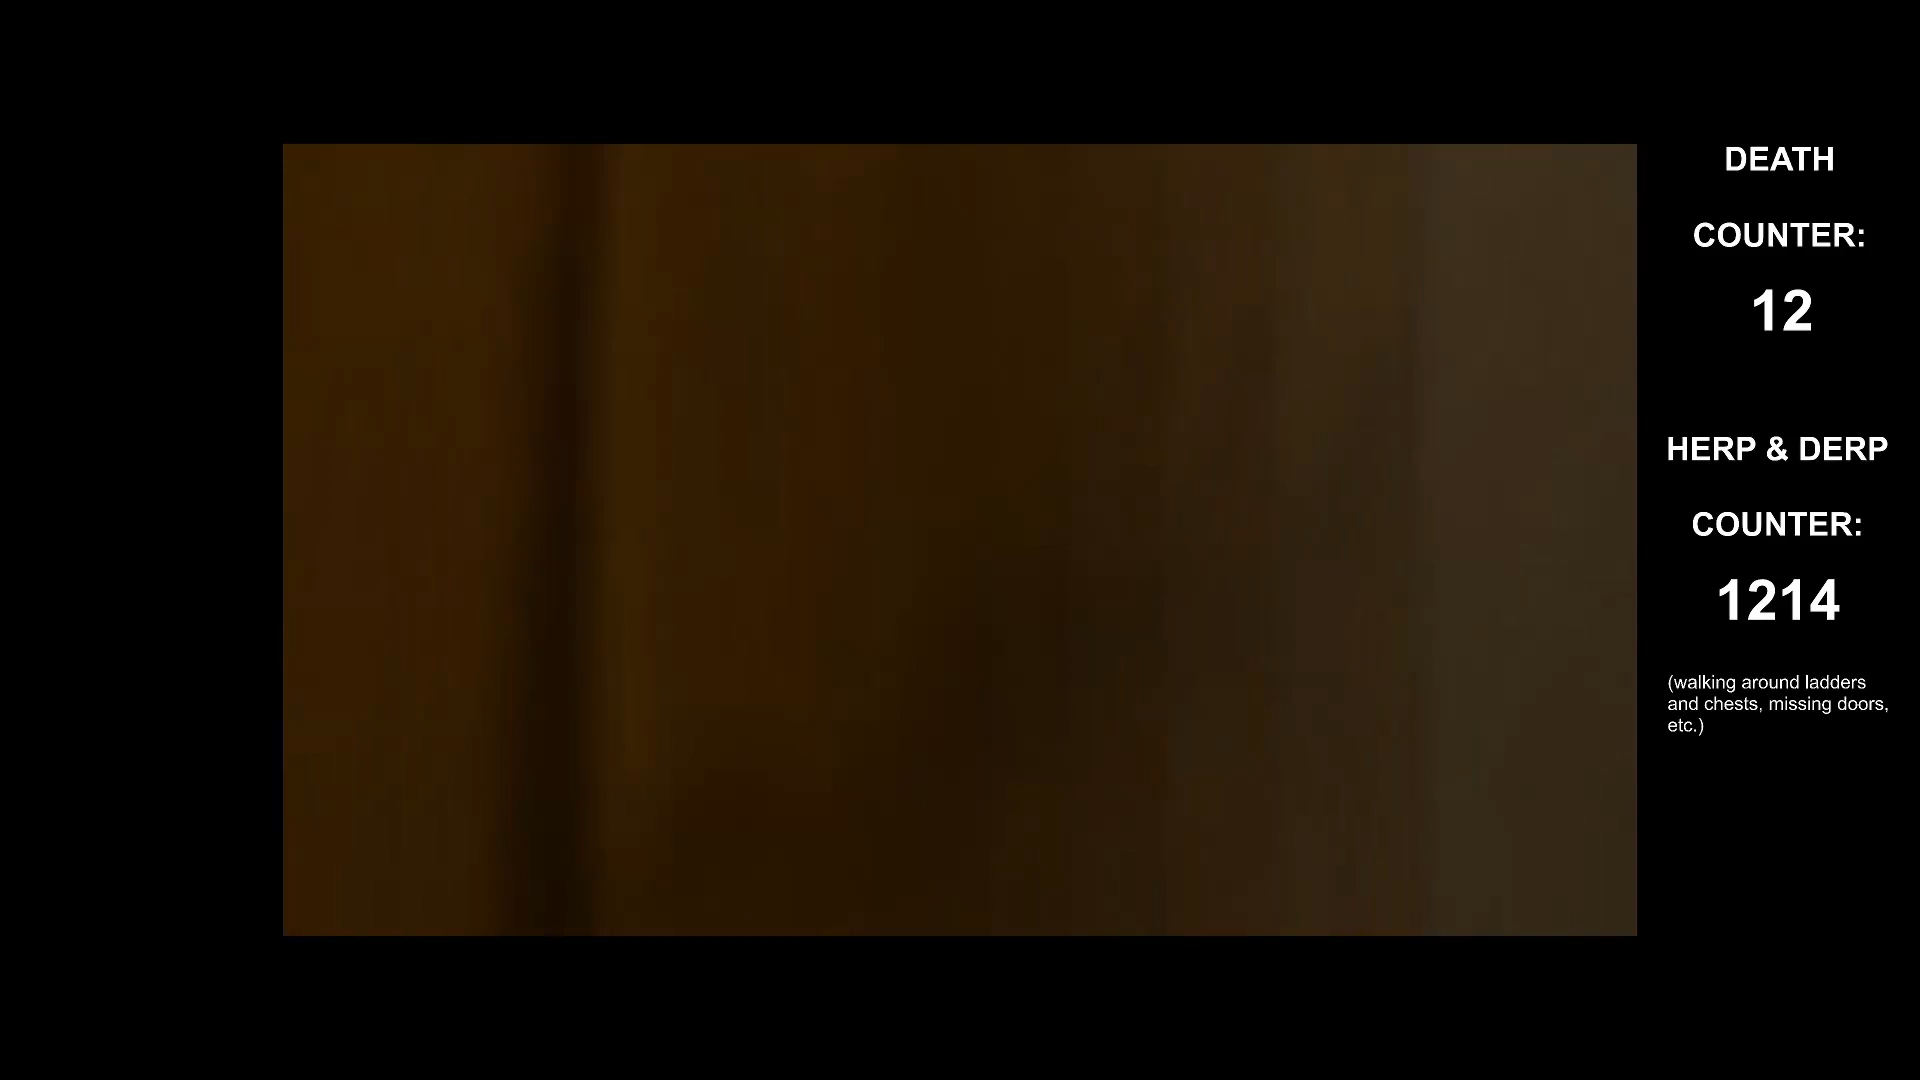 DEATH
COUNTER:
12
HERP & DERP
COUNTER:
1214
(walking around ladders
and chests, missing doors,
etc.)